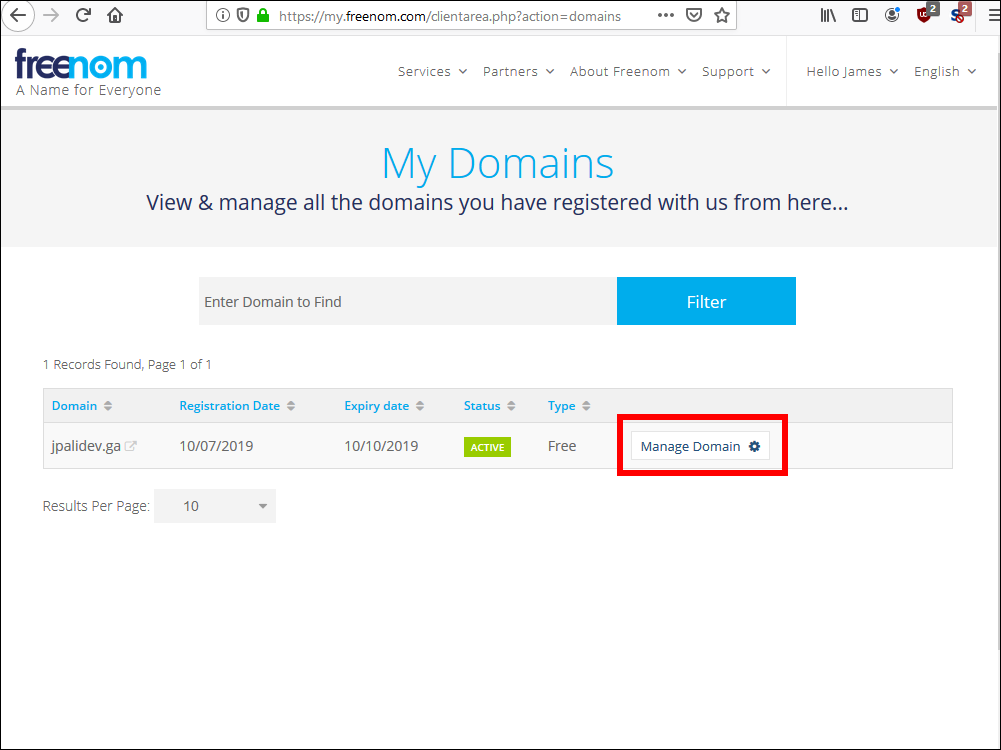 https://my.freenom.com/clientarea.php?action=domains
2
2
freenom
A Name for Everyone
Services Partners About Freenom Support Hello James English
My Domains
View & manage all the domains you have registered with us from here...
Enter Domain to Find Filter
1 Records Found, Page 1 of 1
Domain Registration Date Expiry date Status Type
jpalidev.ga 10/07/2019 10/10/2019 ACTIVE Free Manage Domain
Results Per Page: 10